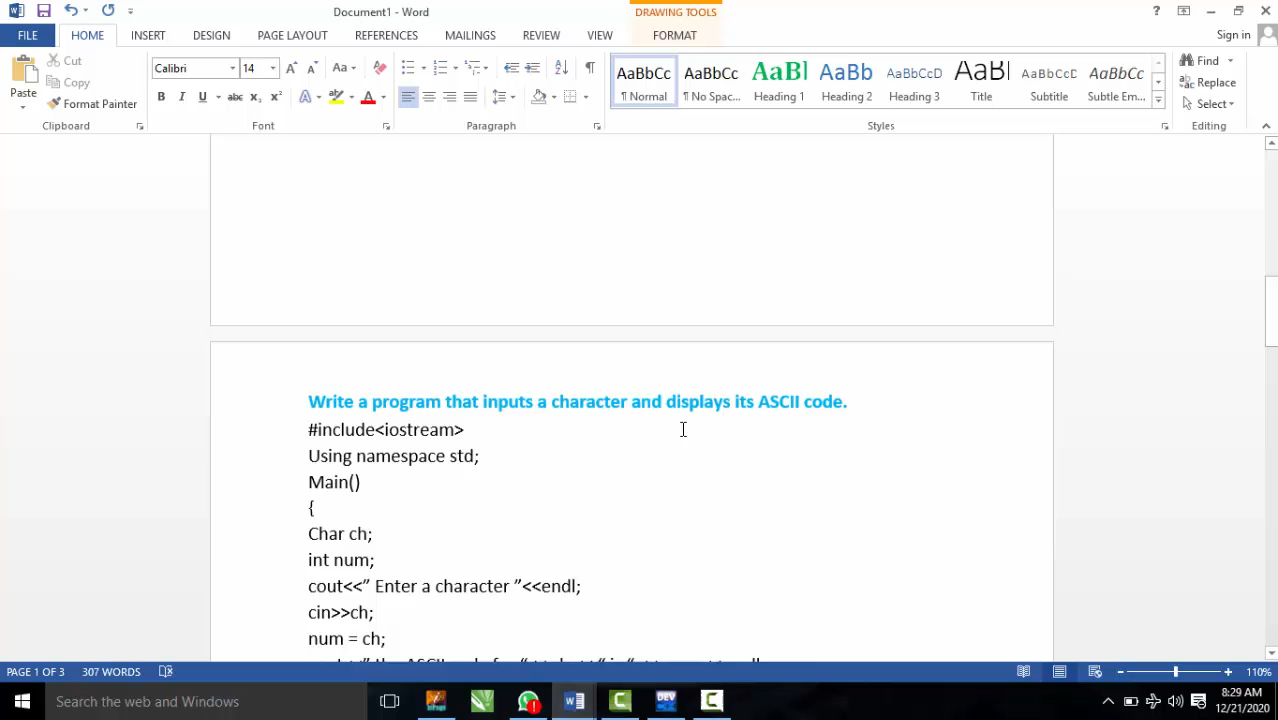 Document1 - Word
DRAWING TOOLS
?
FILE
HOME
INSERT
DESIGN
PAGE LAYOUT
REFERENCES
MAILINGS
REVIEW
VIEW
FORMAT
Sign in
Paste
Cut
Copy
Format Painter
Clipboard
Calibri
14
B I U abc x₂ x²
Aa
A
Font
Paragraph
AaBbCc
¶ Normal
AaBbCc
¶ No Spac...
AaBl
Heading 1
AaBb
Heading 2
AaBbCcD
Heading 3
AaBl
Title
AaBbCcD
Subtitle
AaBbCc
Subtle Em...
Styles
Find
Replace
Select
Editing
Write a program that inputs a character and displays its ASCII code.
#include<iostream>
Using namespace std;
Main()
{
Char ch;
int num;
cout<<” Enter a character ”<<endl;
cin>>ch;
num = ch;
PAGE 1 OF 3
307 WORDS
110%
Search the web and Windows
DEV
8:29 AM
12/21/2020